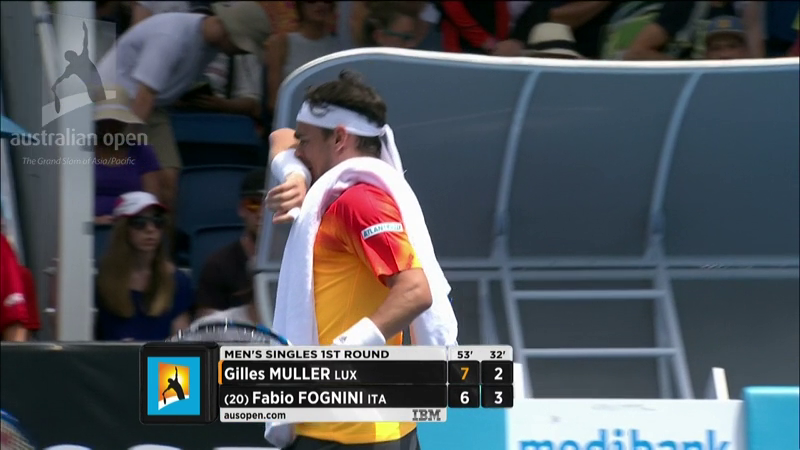 australian open
The Grand Slam of Asia/Pacific
MEN'S SINGLES 1ST ROUND 53' 32'
Gilles MULLER LUX 7 2
(20) Fabio FOGNINI ITA 6 3
ausopen.com IBM
medibank